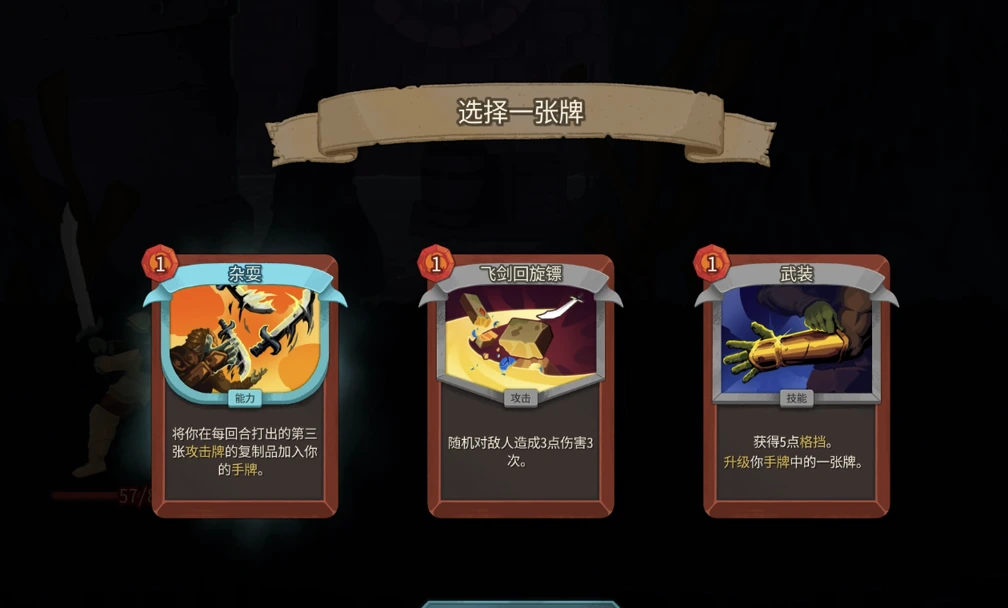 选择一张牌
1
杂耍
能力
将你在每回合打出的第三
张攻击牌的复制品加入你
的手牌。
1
飞剑回旋镖
攻击
随机对敌人造成3点伤害3
次。
1
武装
技能
获得5点格挡。
升级你手牌中的一张牌。
57/8